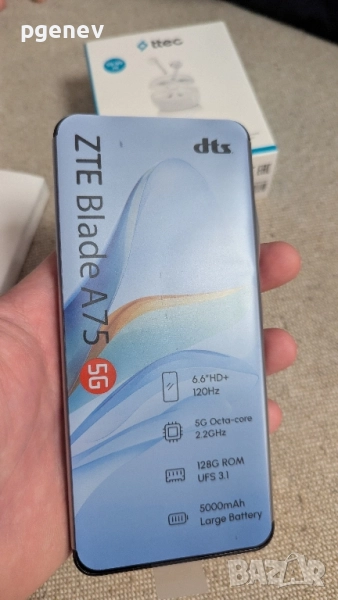 pgenev
ttec
dts
ZTE Blade A75 5G
6.6"HD+
120Hz
5G Octa-core
2.2GHz
128G ROM
UFS 3.1
5000mAh
Large Battery
BAZAR